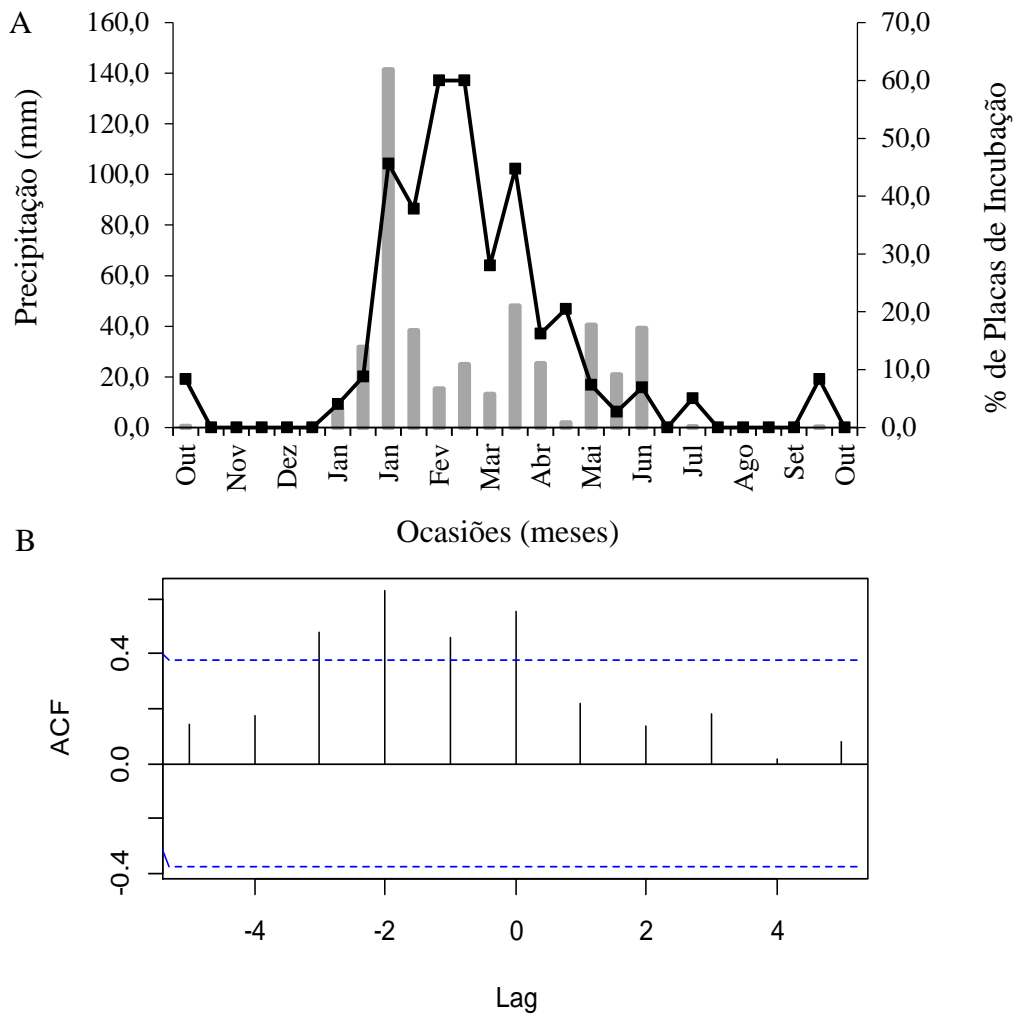 A
Precipitação (mm)
160,0
140,0
120,0
100,0
80,0
60,0
40,0
20,0
0,0
70,0
60,0
50,0
40,0
30,0
20,0
10,0
0,0
% de Placas de Incubação
Out
Nov
Dez
Jan
Jan
Fev
Mar
Abr
Mai
Jun
Jul
Ago
Set
Out
Ocasiões (meses)
B
ACF
0.4
0.0
-0.4
-4
-2
0
2
4
Lag